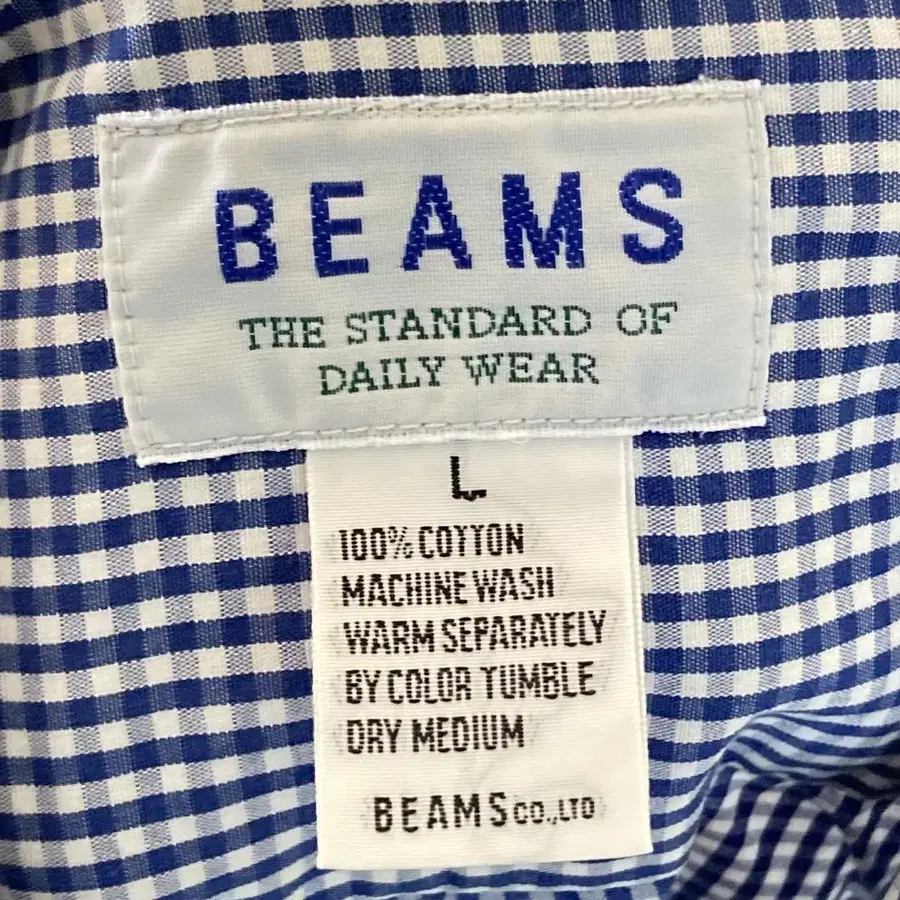 BEAMS
THE STANDARD OF
DAILY WEAR
L
100% COTTON
MACHINE WASH
WARM SEPARATELY
BY COLOR TUMBLE
DRY MEDIUM
BEAMS CO.,LTD